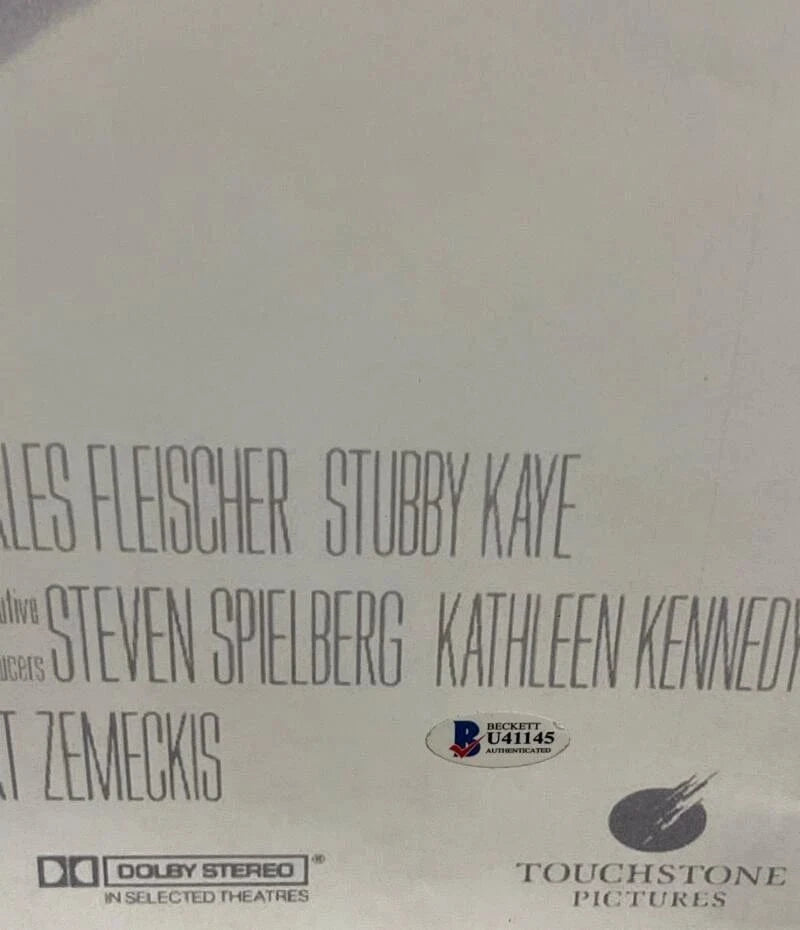 LES FLEISCHER STUBBY KAYE
utive
ucers STEVEN SPIELBERG KATHLEEN KENNEDY
T ZEMECKIS
B BECKETT
U41145
AUTHENTICATED
DOLBY STEREO ®
IN SELECTED THEATRES
TOUCHSTONE
PICTURES